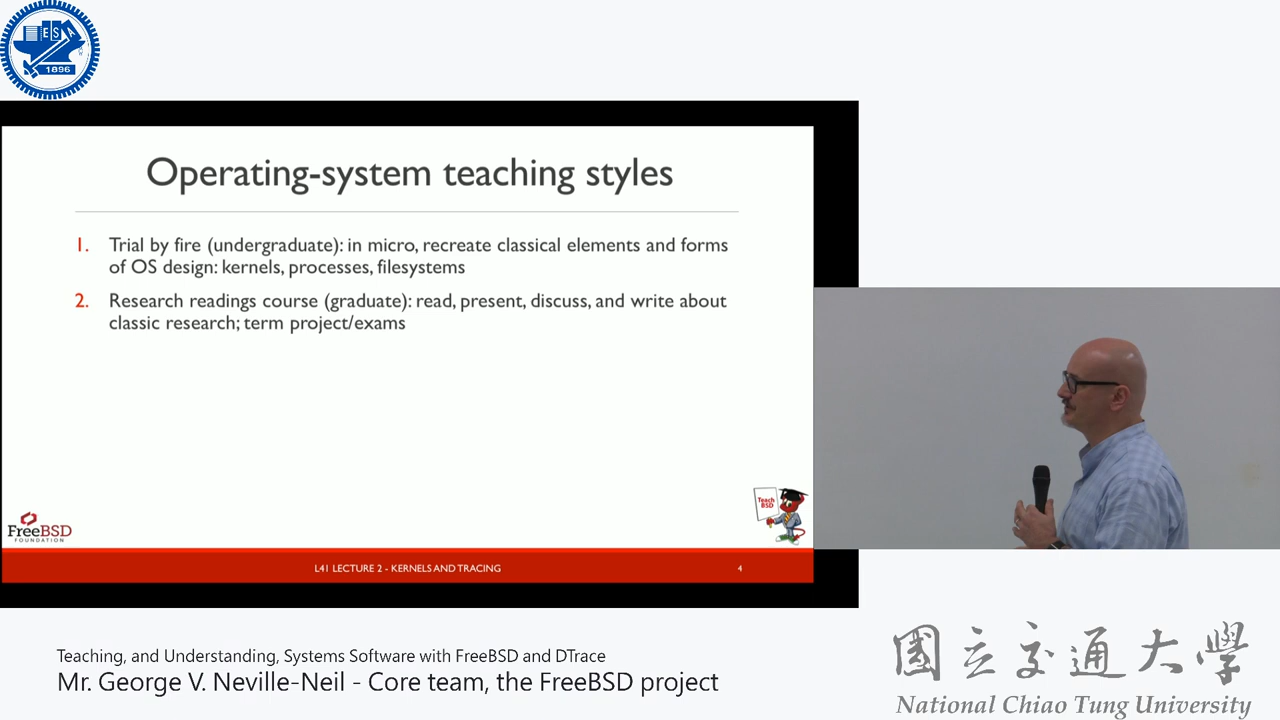 ESA
1896
Operating-system teaching styles
1. Trial by fire (undergraduate): in micro, recreate classical elements and forms
of OS design: kernels, processes, filesystems
2. Research readings course (graduate): read, present, discuss, and write about
classic research; term project/exams
Teach
BSD
FreeBSD
FOUNDATION
L41 LECTURE 2 - KERNELS AND TRACING
4
Teaching, and Understanding, Systems Software with FreeBSD and DTrace
Mr. George V. Neville-Neil - Core team, the FreeBSD project
國立交通大學
National Chiao Tung University